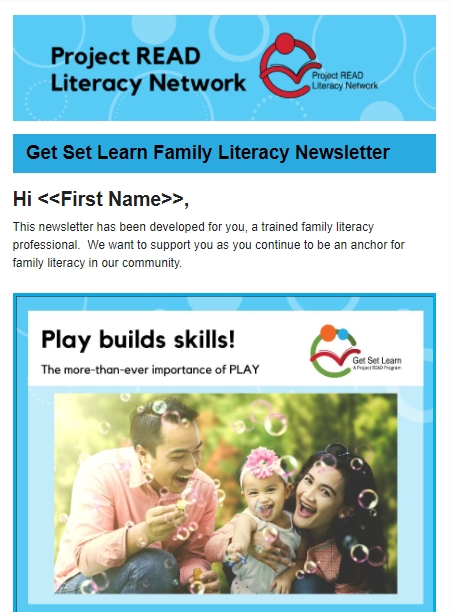 Project READ
Literacy Network
Project READ
Literacy Network
Get Set Learn Family Literacy Newsletter
Hi <<First Name>>,
This newsletter has been developed for you, a trained family literacy
professional.  We want to support you as you continue to be an anchor for
family literacy in our community.
Play builds skills!
The more-than-ever importance of PLAY
Get Set Learn
A Project READ Program